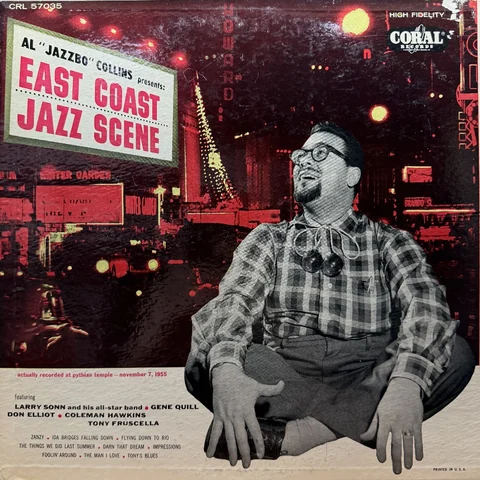 CRL 57035
HIGH FIDELITY
CORAL
RECORDS
AL "JAZZBO" COLLINS presents:
EAST COAST
JAZZ SCENE
HOWARD
WINTER GARDEN
actually recorded at pythian temple — november 7, 1955
featuring
LARRY SONN and his all-star band • GENE QUILL
DON ELLIOT • COLEMAN HAWKINS
TONY FRUSCELLA
ZANZY • IDA BRIDGES FALLING DOWN • FLYING DOWN TO RIO
THE THINGS WE DID LAST SUMMER • DARN THAT DREAM • IMPRESSIONS
FOOLIN' AROUND • THE MAN I LOVE • TONY'S BLUES
PRINTED IN U.S.A.